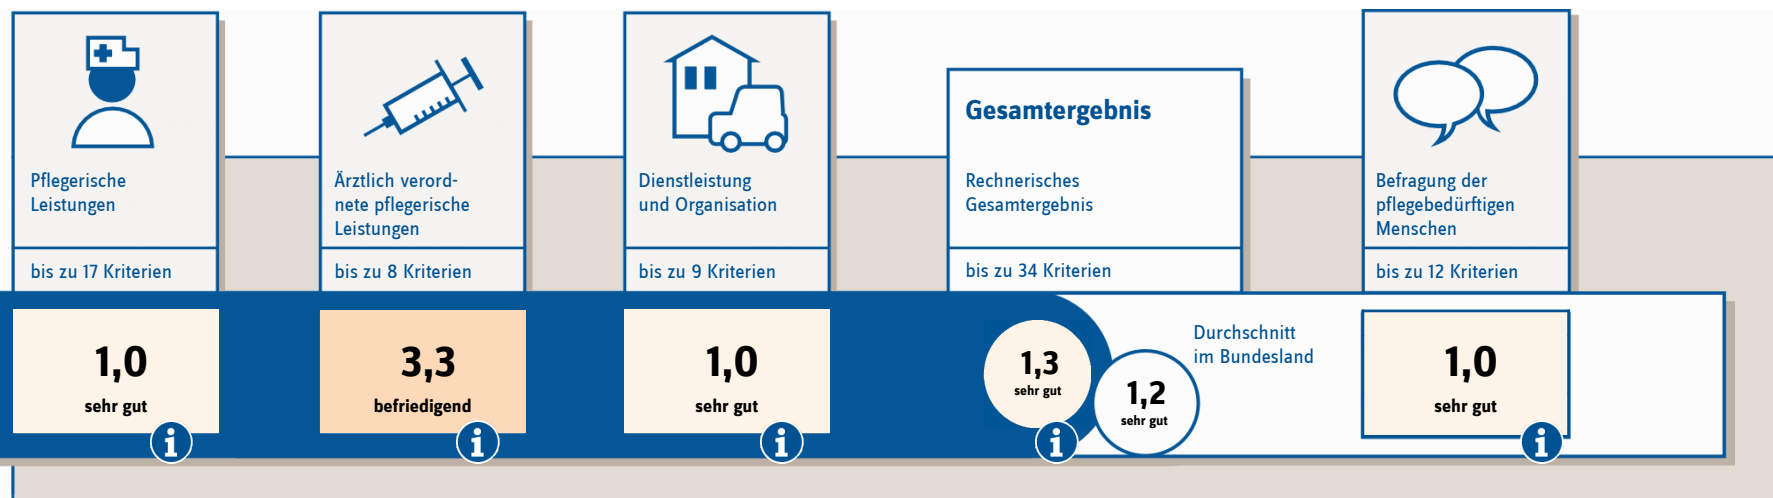 Pflegerische
Leistungen
bis zu 17 Kriterien
1,0
sehr gut
i
Ärztlich verord-
nete pflegerische
Leistungen
bis zu 8 Kriterien
3,3
befriedigend
i
Dienstleistung
und Organisation
bis zu 9 Kriterien
1,0
sehr gut
i
Gesamtergebnis
Rechnerisches
Gesamtergebnis
bis zu 34 Kriterien
1,3
sehr gut
i
1,2
sehr gut
Durchschnitt
im Bundesland
Befragung der
pflegebedürftigen
Menschen
bis zu 12 Kriterien
1,0
sehr gut
i